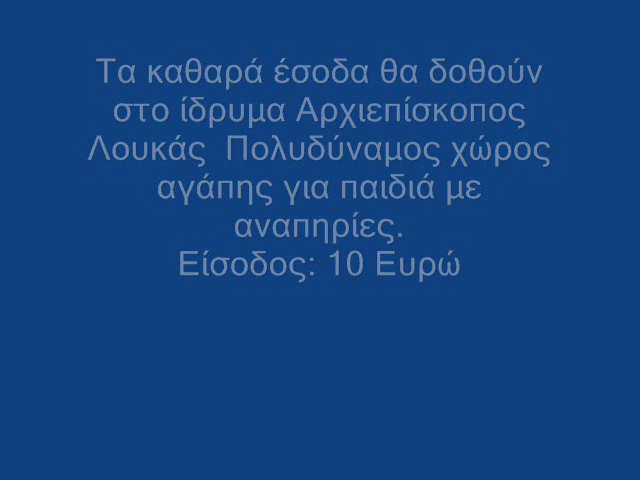 Τα καθαρά έσοδα θα δοθούν
στο ίδρυμα Αρχιεπίσκοπος
Λουκάς  Πολυδύναμος χώρος
αγάπης για παιδιά με
αναπηρίες.
Είσοδος: 10 Ευρώ